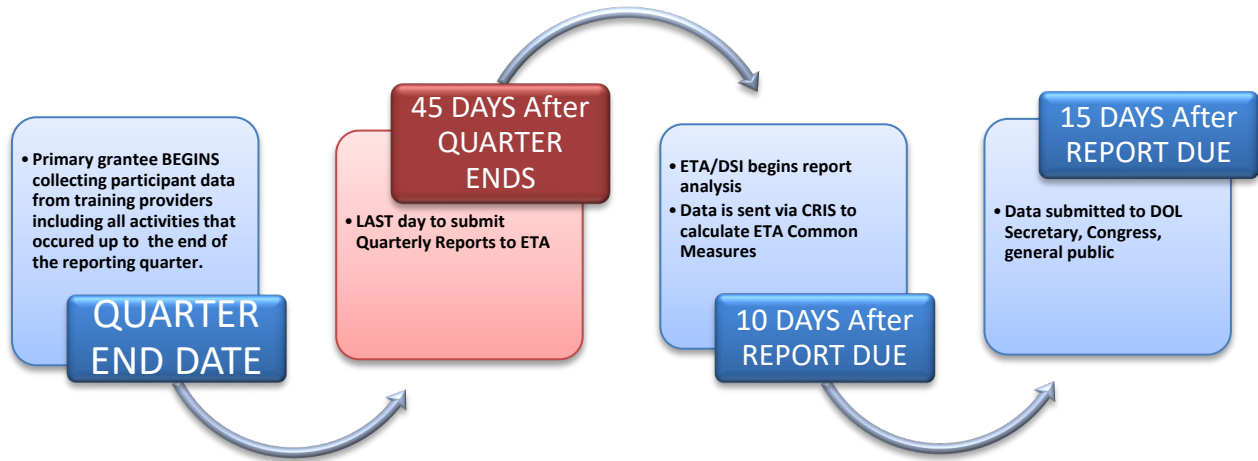 • Primary grantee BEGINS
collecting participant data
from training providers
including all activities that
occured up to the end of
the reporting quarter.
QUARTER
END DATE
45 DAYS After
QUARTER
ENDS
• LAST day to submit
Quarterly Reports to ETA
• ETA/DSI begins report
analysis
• Data is sent via CRIS to
calculate ETA Common
Measures
10 DAYS After
REPORT DUE
15 DAYS After
REPORT DUE
• Data submitted to DOL
Secretary, Congress,
general public